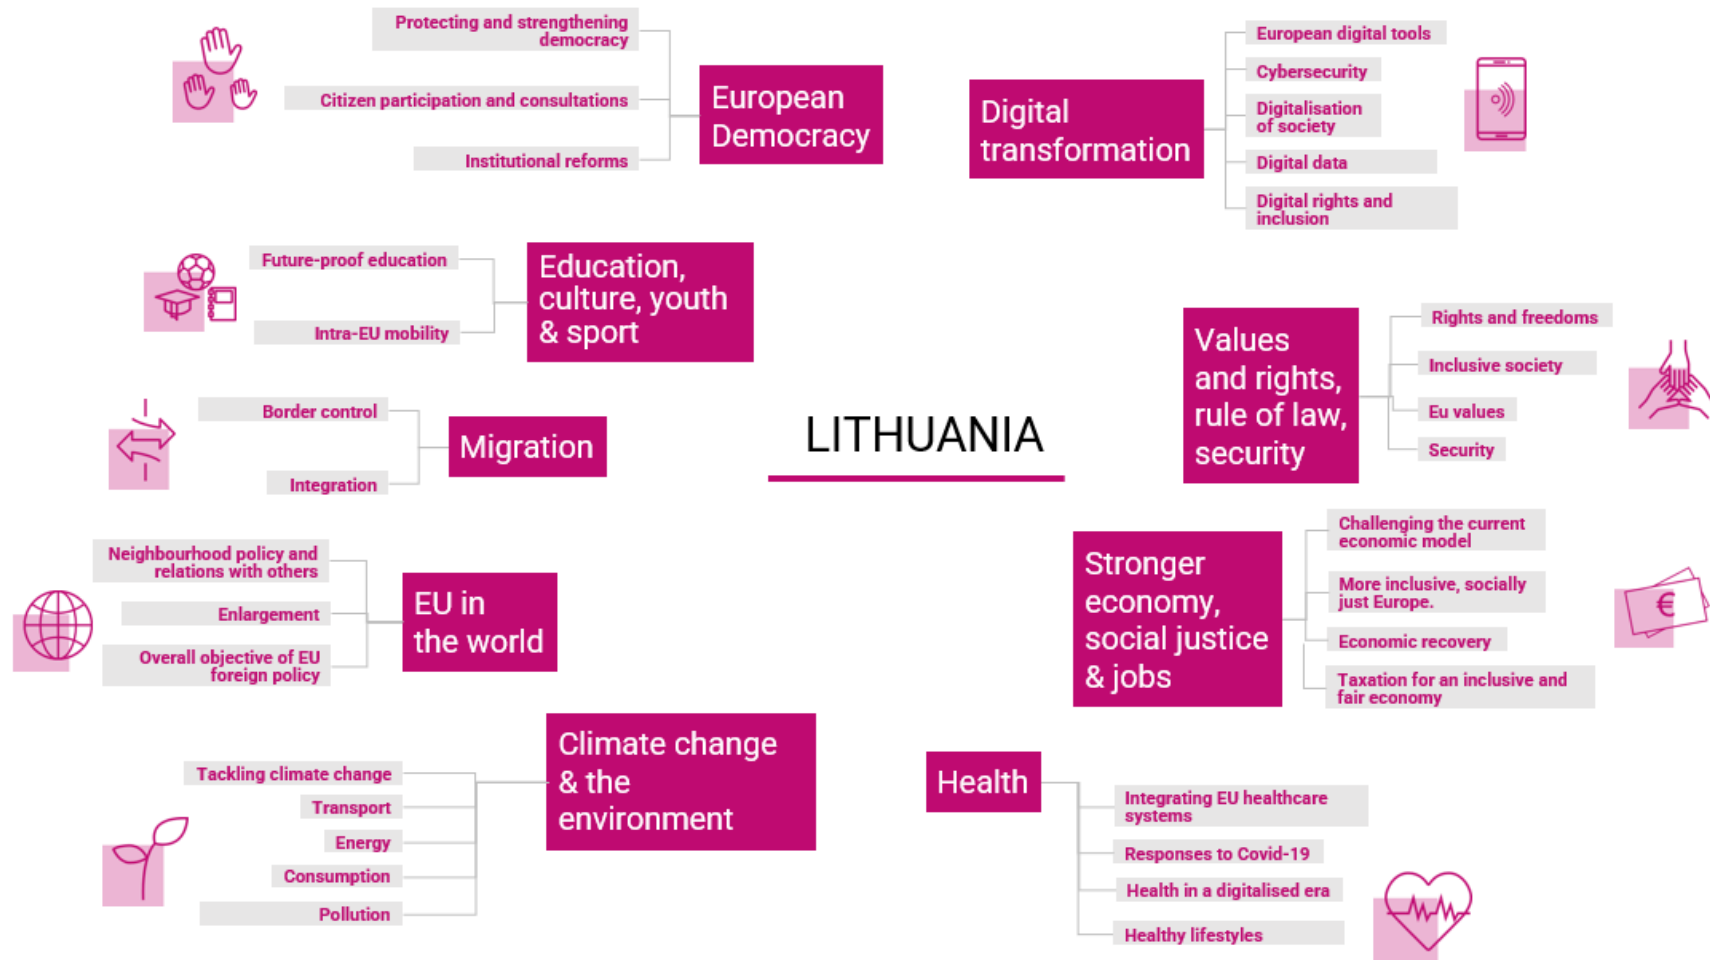 Protecting and strengthening
democracy
Citizen participation and consultations
Institutional reforms
European
Democracy
Digital
transformation
European digital tools
Cybersecurity
Digitalisation
of society
Digital data
Digital rights and
inclusion
Future-proof education
Intra-EU mobility
Education,
culture, youth
& sport
Values
and rights,
rule of law,
security
Rights and freedoms
Inclusive society
Eu values
Security
Border control
Integration
Migration
LITHUANIA
Neighbourhood policy and
relations with others
Enlargement
Overall objective of EU
foreign policy
EU in
the world
Stronger
economy,
social justice
& jobs
Challenging the current
economic model
More inclusive, socially
just Europe.
Economic recovery
Taxation for an inclusive and
fair economy
€
Tackling climate change
Transport
Energy
Consumption
Pollution
Climate change
& the
environment
Health
Integrating EU healthcare
systems
Responses to Covid-19
Health in a digitalised era
Healthy lifestyles